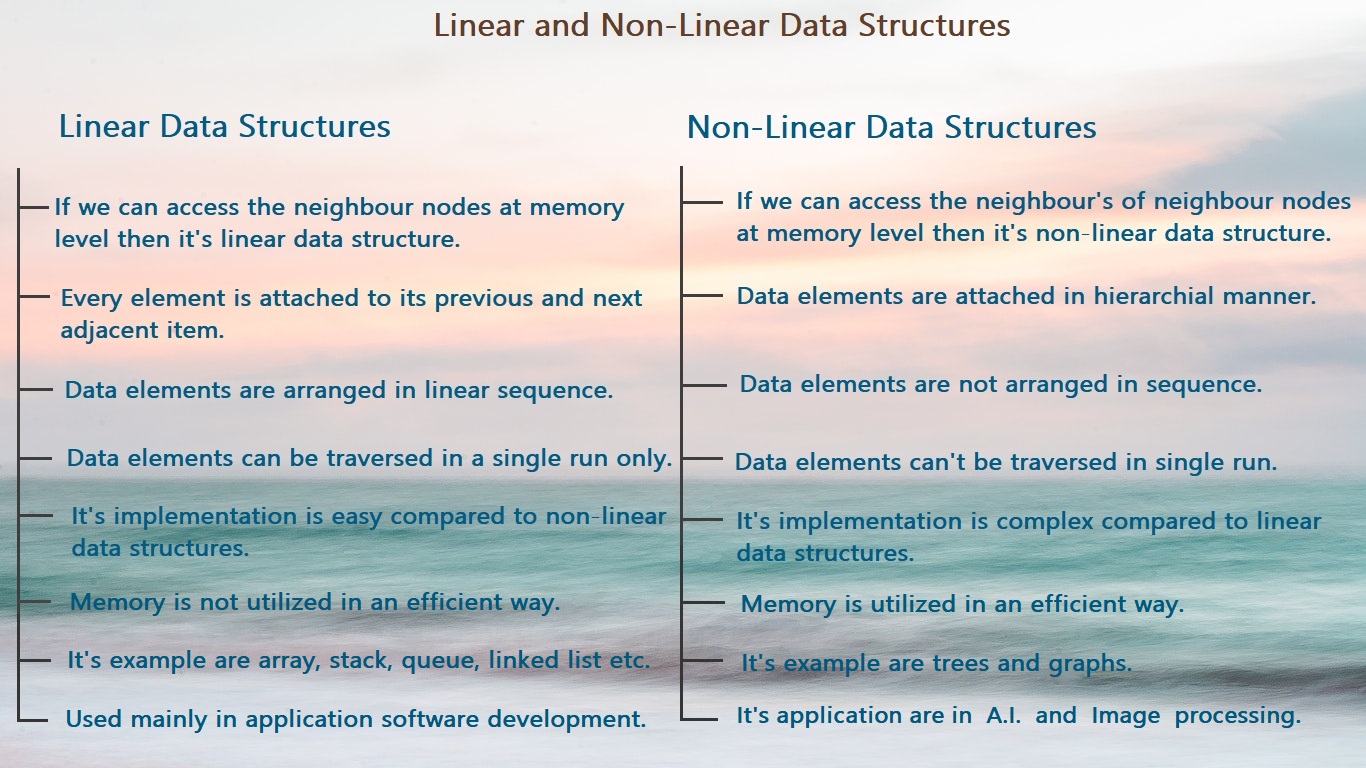 Linear and Non-Linear Data Structures
Linear Data Structures
If we can access the neighbour nodes at memory
level then it's linear data structure.
Every element is attached to its previous and next
adjacent item.
Data elements are arranged in linear sequence.
Data elements can be traversed in a single run only.
It's implementation is easy compared to non-linear
data structures.
Memory is not utilized in an efficient way.
It's example are array, stack, queue, linked list etc.
Used mainly in application software development.
Non-Linear Data Structures
If we can access the neighbour's of neighbour nodes
at memory level then it's non-linear data structure.
Data elements are attached in hierarchial manner.
Data elements are not arranged in sequence.
Data elements can't be traversed in single run.
It's implementation is complex compared to linear
data structures.
Memory is utilized in an efficient way.
It's example are trees and graphs.
It's application are in A.I. and Image processing.